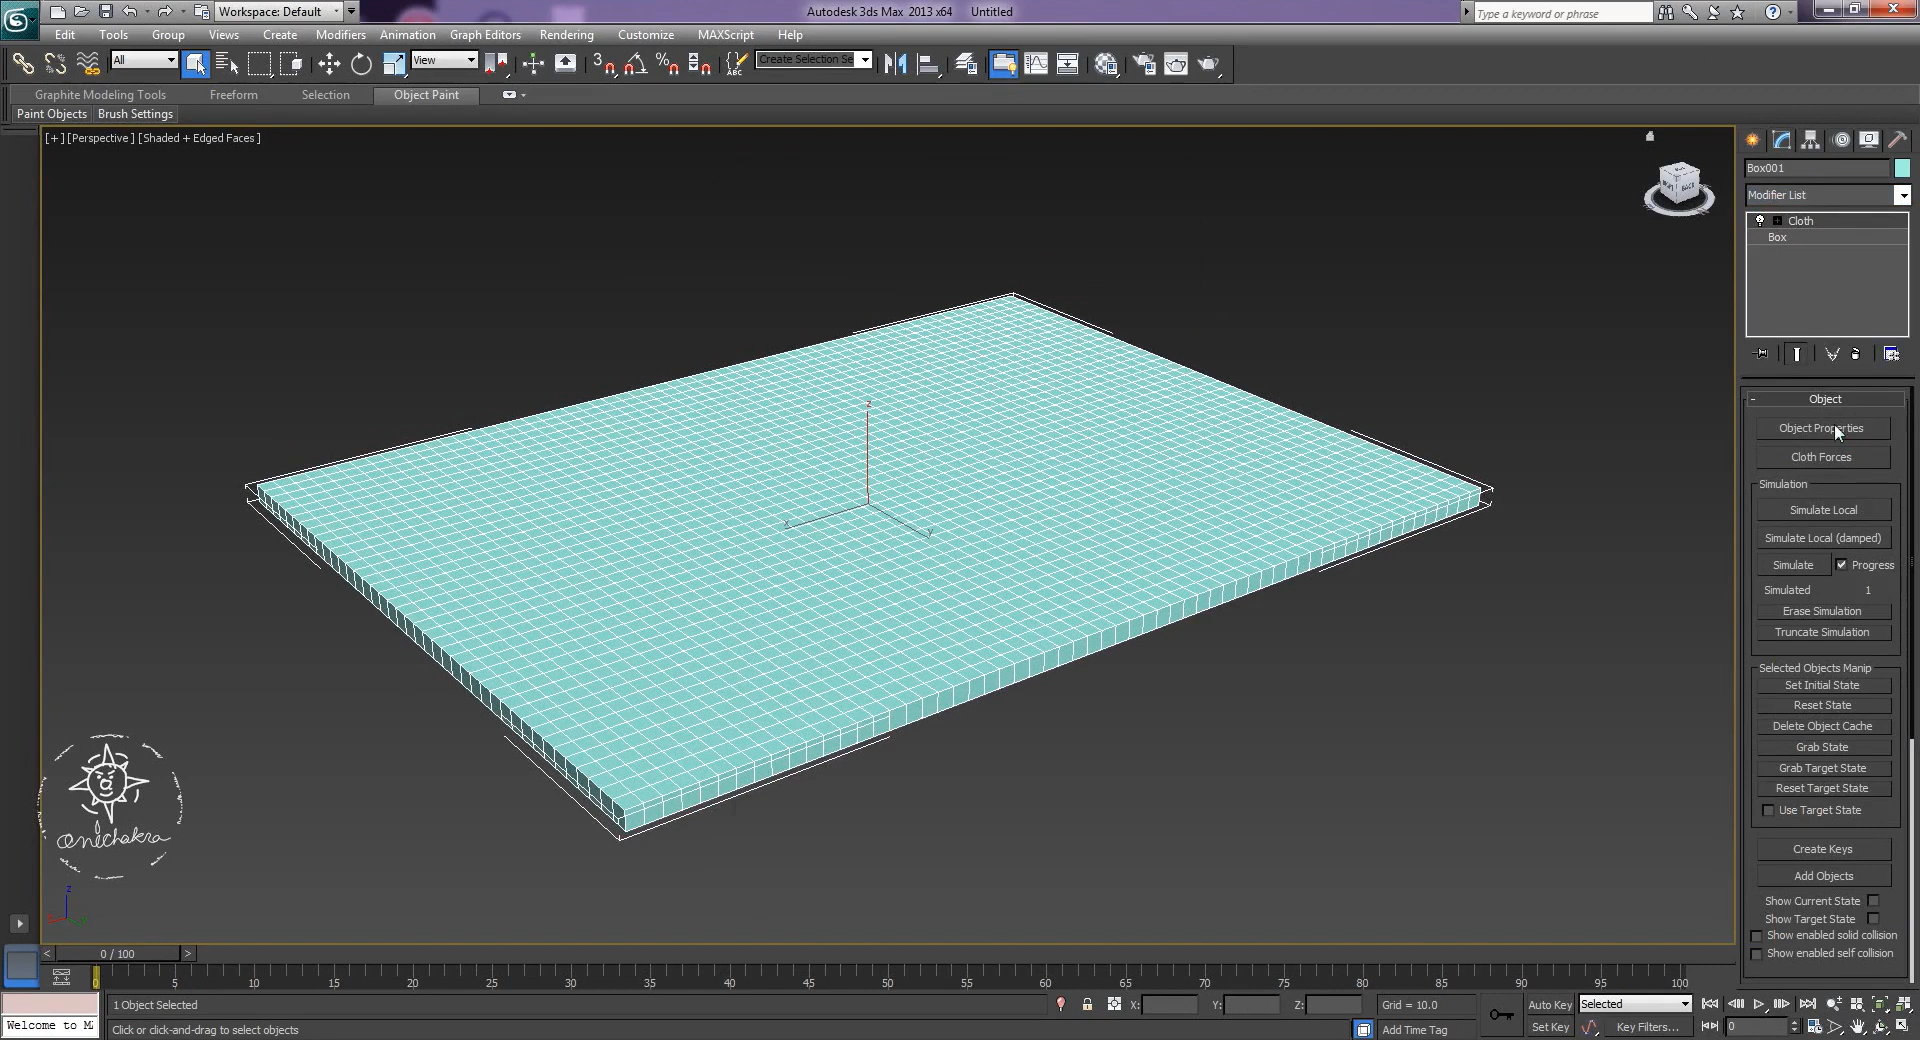 Workspace: Default
Autodesk 3ds Max 2013 x64 Untitled
Type a keyword or phrase
Edit Tools Group Views Create Modifiers Animation Graph Editors Rendering Customize MAXScript Help
All
View
3
%
ABC
Create Selection Se
Graphite Modeling Tools Freeform Selection Object Paint
Paint Objects Brush Settings
[+] [Perspective] [Shaded + Edged Faces]
BACK
Box001
Modifier List
Cloth
Box
Object
Object Properties
Cloth Forces
Simulation
Simulate Local
Simulate Local (damped)
Simulate Progress
Simulated 1
Erase Simulation
Truncate Simulation
Selected Objects Manip
Set Initial State
Reset State
Delete Object Cache
Grab State
Grab Target State
Reset Target State
Use Target State
Create Keys
Add Objects
Show Current State
Show Target State
Show enabled solid collision
Show enabled self collision
z
x
y
onichakra
z
0 / 100
0 5 10 15 20 25 30 35 40 45 50 55 60 65 70 75 80 85 90 95 100
1 Object Selected
X: Y: Z: Grid = 10.0
Auto Key Selected
Welcome to M
Click or click-and-drag to select objects
Add Time Tag
Set Key Key Filters... 0